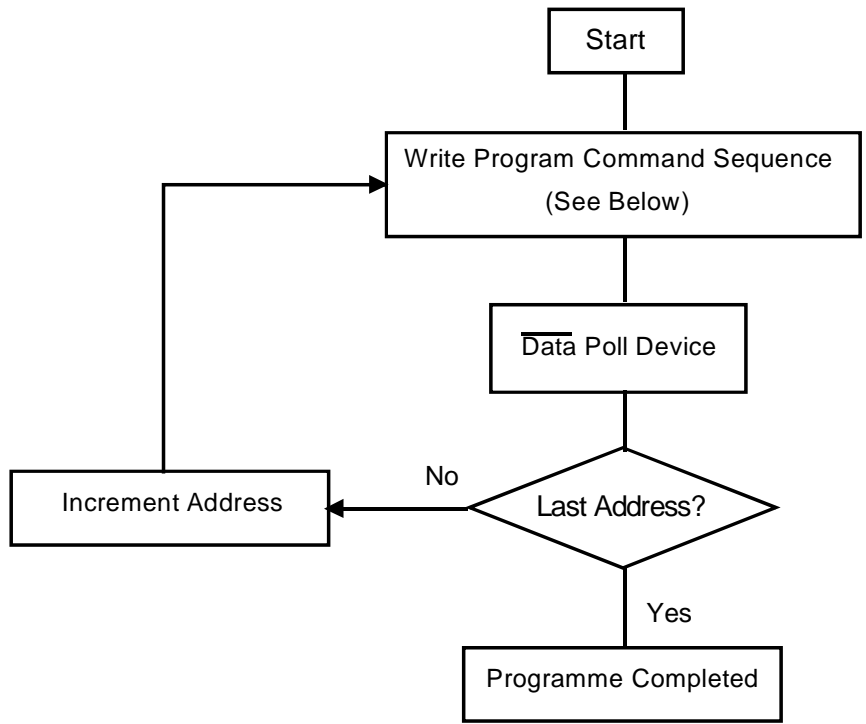 Start
Write Program Command Sequence
(See Below)
Data Poll Device
No
Increment Address
Last Address?
Yes
Programme Completed